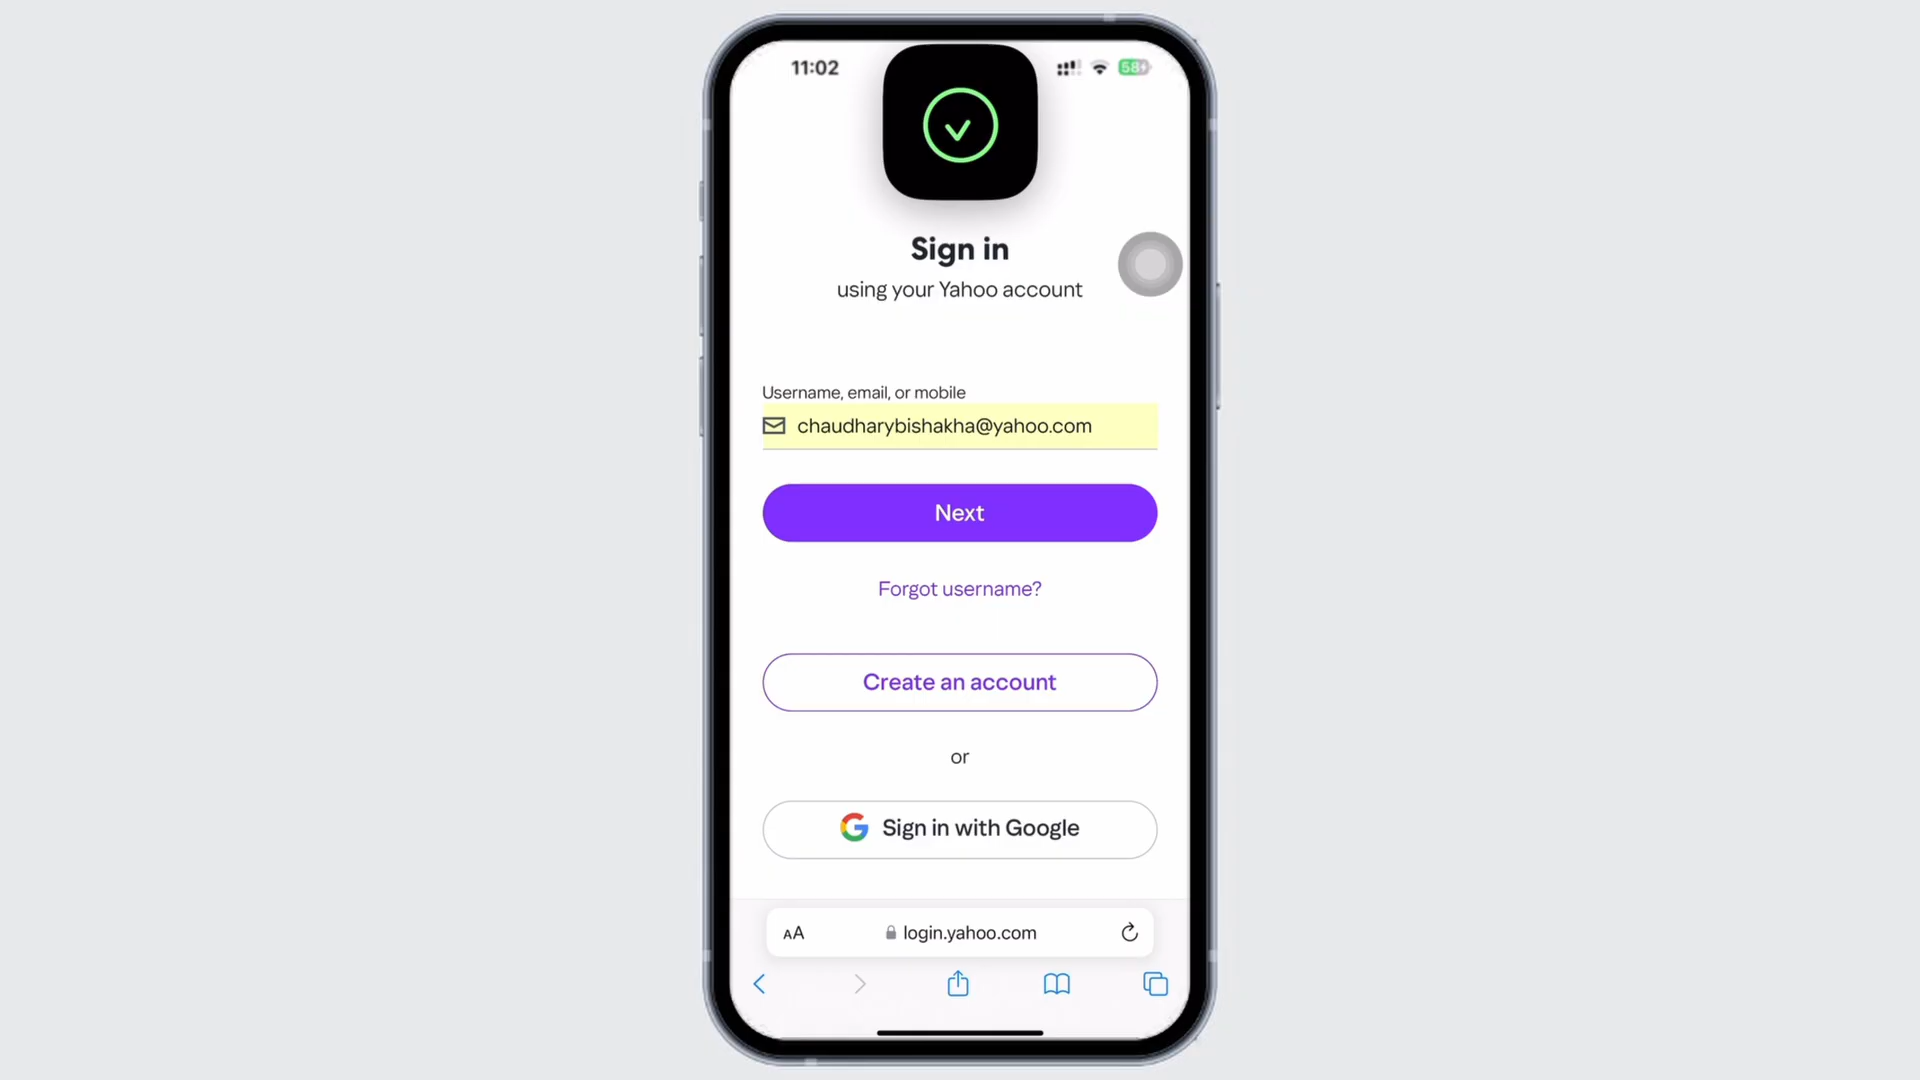 11:02
58
Sign in
using your Yahoo account
Username, email, or mobile
chaudharybishakha@yahoo.com
Next
Forgot username?
Create an account
or
Sign in with Google
AA
login.yahoo.com